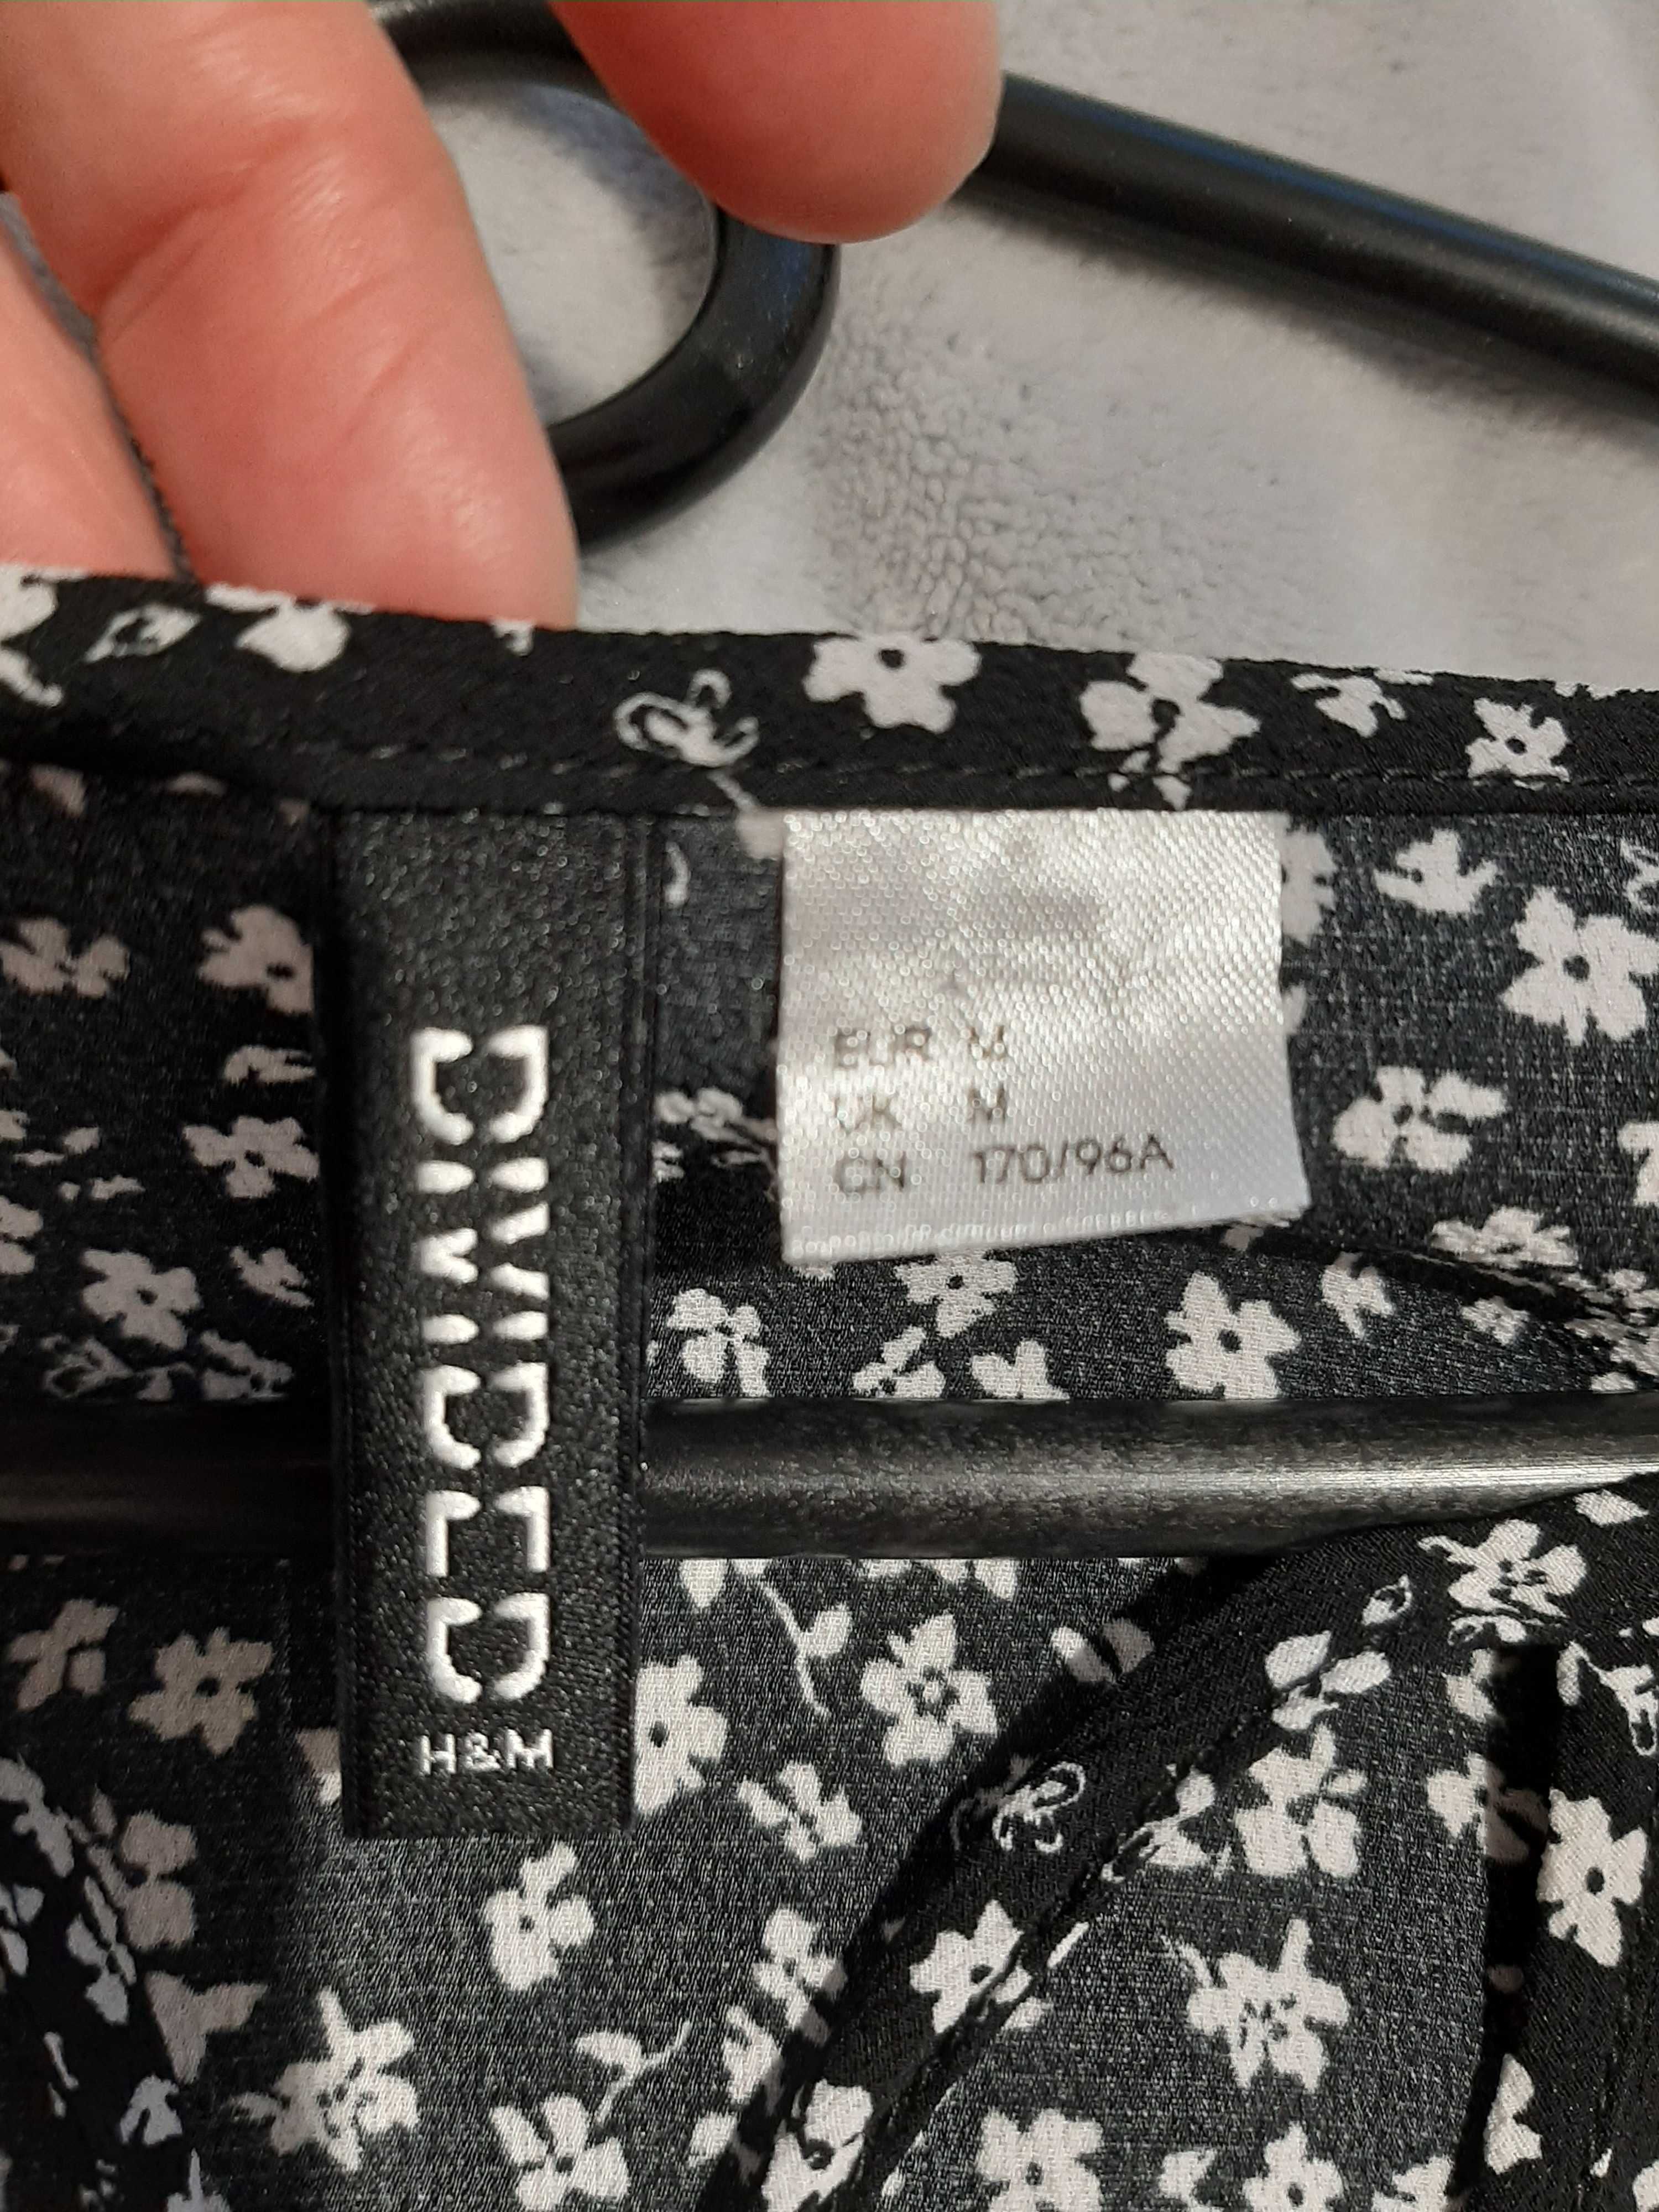 DIVIDED
H&M
EUR M
UK M
CN 170/96A